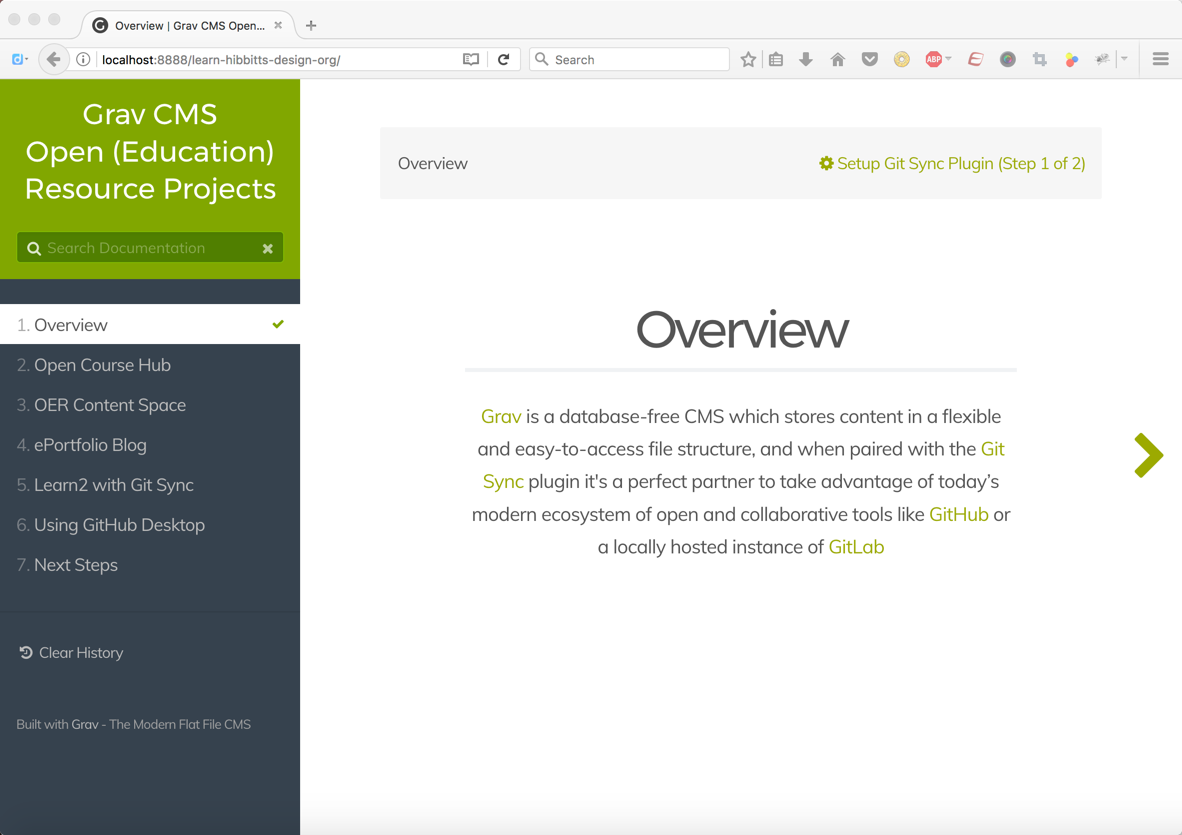 Overview | Grav CMS Open...
localhost:8888/learn-hibbitts-design-org/
Search
ABP
Grav CMS
Open (Education)
Resource Projects
Search Documentation
1. Overview
2. Open Course Hub
3. OER Content Space
4. ePortfolio Blog
5. Learn2 with Git Sync
6. Using GitHub Desktop
7. Next Steps
Clear History
Built with Grav - The Modern Flat File CMS
Overview
Setup Git Sync Plugin (Step 1 of 2)
Overview
Grav is a database-free CMS which stores content in a flexible
and easy-to-access file structure, and when paired with the Git
Sync plugin it's a perfect partner to take advantage of today’s
modern ecosystem of open and collaborative tools like GitHub or
a locally hosted instance of GitLab